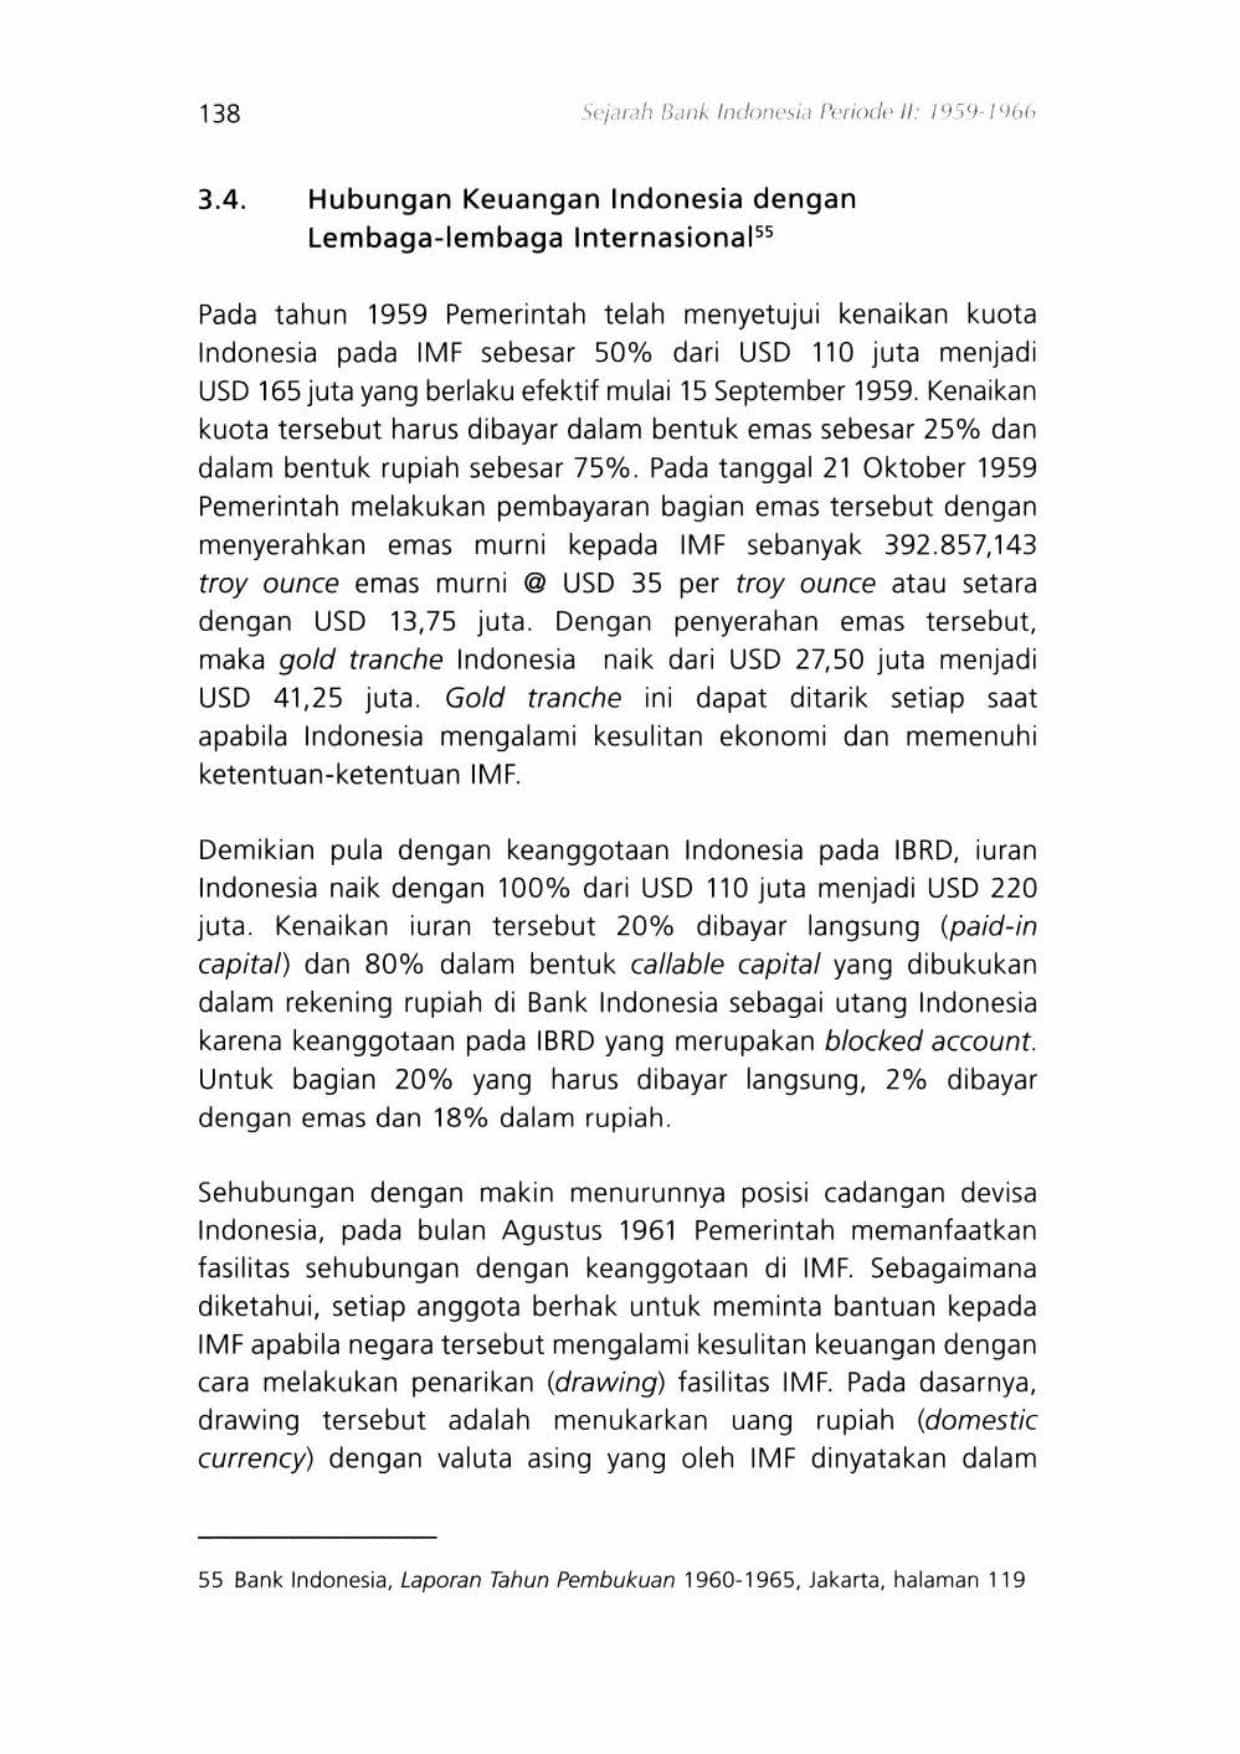 138
Sejarah Bank Indonesia Periode II: 1959-1966
3.4. Hubungan Keuangan Indonesia dengan
Lembaga-lembaga Internasional55
Pada tahun 1959 Pemerintah telah menyetujui kenaikan kuota
Indonesia pada IMF sebesar 50% dari USD 110 juta menjadi
USD 165 juta yang berlaku efektif mulai 15 September 1959. Kenaikan
kuota tersebut harus dibayar dalam bentuk emas sebesar 25% dan
dalam bentuk rupiah sebesar 75%. Pada tanggal 21 Oktober 1959
Pemerintah melakukan pembayaran bagian emas tersebut dengan
menyerahkan emas murni kepada IMF sebanyak 392.857,143
troy ounce emas murni @ USD 35 per troy ounce atau setara
dengan USD 13,75 juta. Dengan penyerahan emas tersebut,
maka gold tranche Indonesia naik dari USD 27,50 juta menjadi
USD 41,25 juta. Gold tranche ini dapat ditarik setiap saat
apabila Indonesia mengalami kesulitan ekonomi dan memenuhi
ketentuan-ketentuan IMF.
Demikian pula dengan keanggotaan Indonesia pada IBRD, iuran
Indonesia naik dengan 100% dari USD 110 juta menjadi USD 220
juta. Kenaikan iuran tersebut 20% dibayar langsung (paid-in
capital) dan 80% dalam bentuk callable capital yang dibukukan
dalam rekening rupiah di Bank Indonesia sebagai utang Indonesia
karena keanggotaan pada IBRD yang merupakan blocked account.
Untuk bagian 20% yang harus dibayar langsung, 2% dibayar
dengan emas dan 18% dalam rupiah.
Sehubungan dengan makin menurunnya posisi cadangan devisa
Indonesia, pada bulan Agustus 1961 Pemerintah memanfaatkan
fasilitas sehubungan dengan keanggotaan di IMF. Sebagaimana
diketahui, setiap anggota berhak untuk meminta bantuan kepada
IMF apabila negara tersebut mengalami kesulitan keuangan dengan
cara melakukan penarikan (drawing) fasilitas IMF. Pada dasarnya,
drawing tersebut adalah menukarkan uang rupiah (domestic
currency) dengan valuta asing yang oleh IMF dinyatakan dalam
55 Bank Indonesia, Laporan Tahun Pembukuan 1960-1965, Jakarta, halaman 119